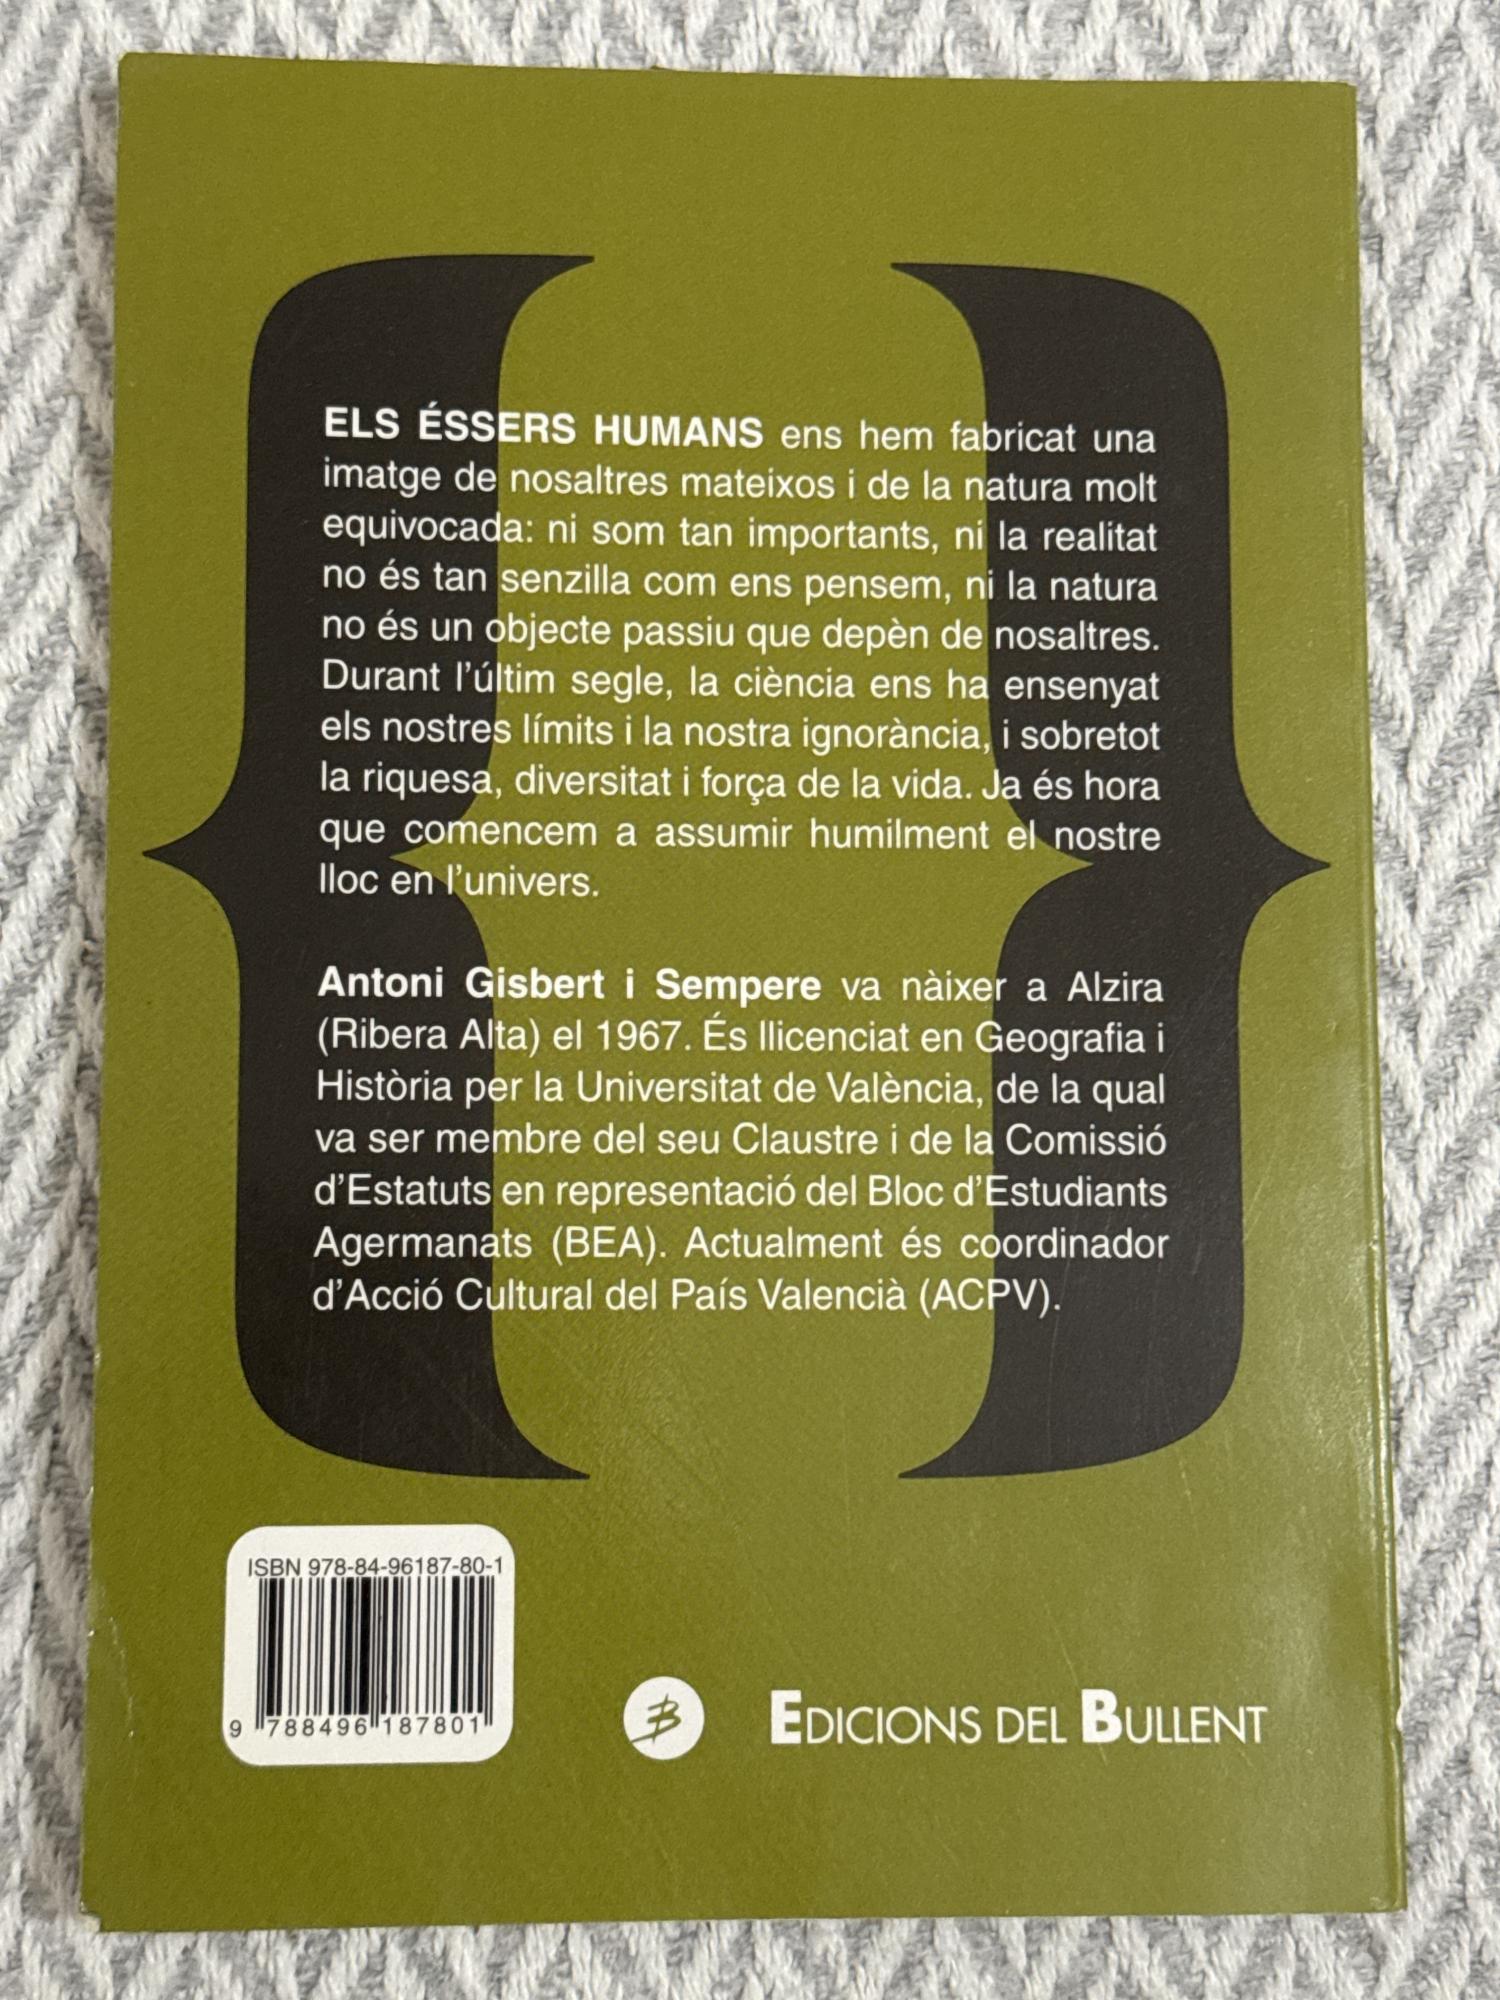 ELS ÉSSERS HUMANS ens hem fabricat una
imatge de nosaltres mateixos i de la natura molt
equivocada: ni som tan importants, ni la realitat
no és tan senzilla com ens pensem, ni la natura
no és un objecte passiu que depèn de nosaltres.
Durant l’últim segle, la ciència ens ha ensenyat
els nostres límits i la nostra ignorància, i sobretot
la riquesa, diversitat i força de la vida. Ja és hora
que comencem a assumir humilment el nostre
lloc en l’univers.
Antoni Gisbert i Sempere va nàixer a Alzira
(Ribera Alta) el 1967. És llicenciat en Geografia i
Història per la Universitat de València, de la qual
va ser membre del seu Claustre i de la Comissió
d’Estatuts en representació del Bloc d’Estudiants
Agermanats (BEA). Actualment és coordinador
d’Acció Cultural del País Valencià (ACPV).
ISBN 978-84-96187-80-1
9 788496 187801
B
EDICIONS DEL BULLENT